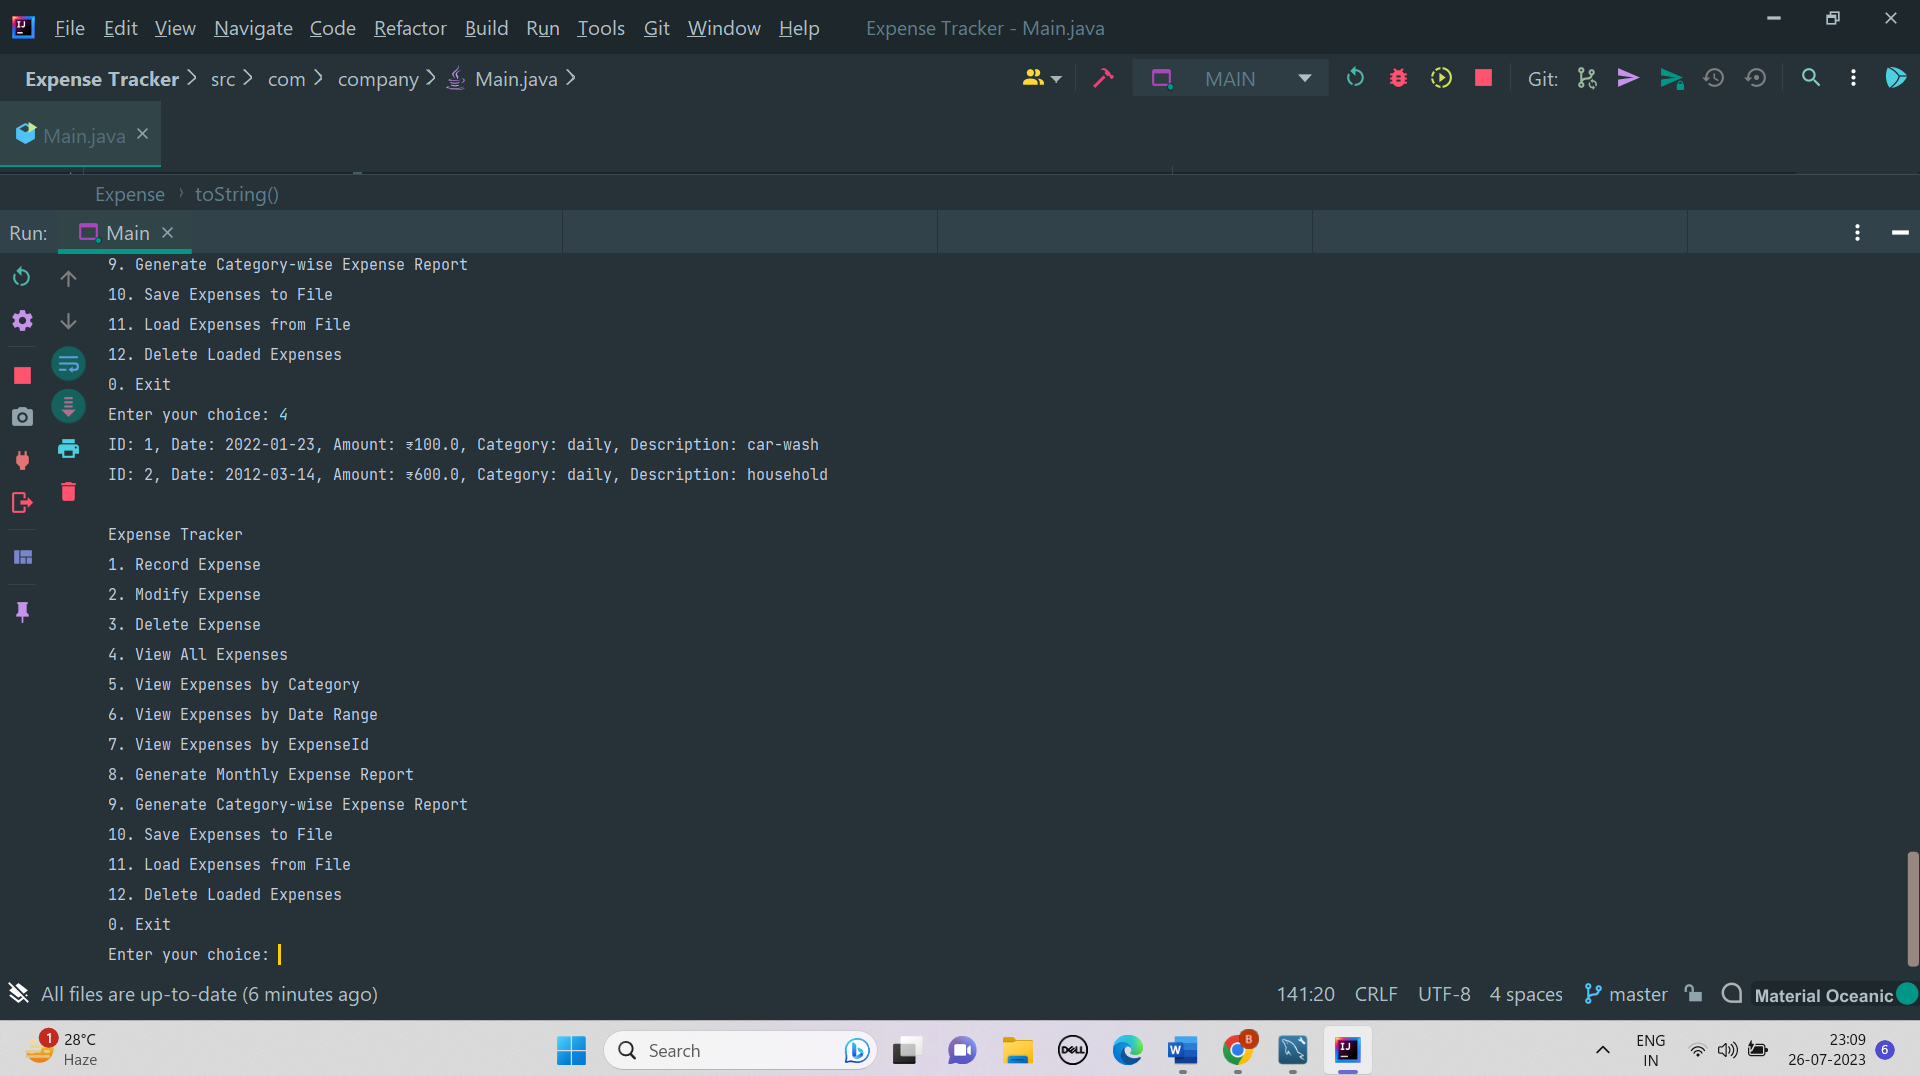 File Edit View Navigate Code Refactor Build Run Tools Git Window Help Expense Tracker - Main.java
Expense Tracker src com company Main.java MAIN Git:
Main.java
Expense toString()
Run: Main
9. Generate Category-wise Expense Report
10. Save Expenses to File
11. Load Expenses from File
12. Delete Loaded Expenses
0. Exit
Enter your choice: 4
ID: 1, Date: 2022-01-23, Amount: ₹100.0, Category: daily, Description: car-wash
ID: 2, Date: 2012-03-14, Amount: ₹600.0, Category: daily, Description: household
Expense Tracker
1. Record Expense
2. Modify Expense
3. Delete Expense
4. View All Expenses
5. View Expenses by Category
6. View Expenses by Date Range
7. View Expenses by ExpenseId
8. Generate Monthly Expense Report
9. Generate Category-wise Expense Report
10. Save Expenses to File
11. Load Expenses from File
12. Delete Loaded Expenses
0. Exit
Enter your choice:
All files are up-to-date (6 minutes ago) 141:20 CRLF UTF-8 4 spaces master Material Oceanic
1 28°C Search DELL W B IJ ENG 23:09
Haze IN 26-07-2023 6